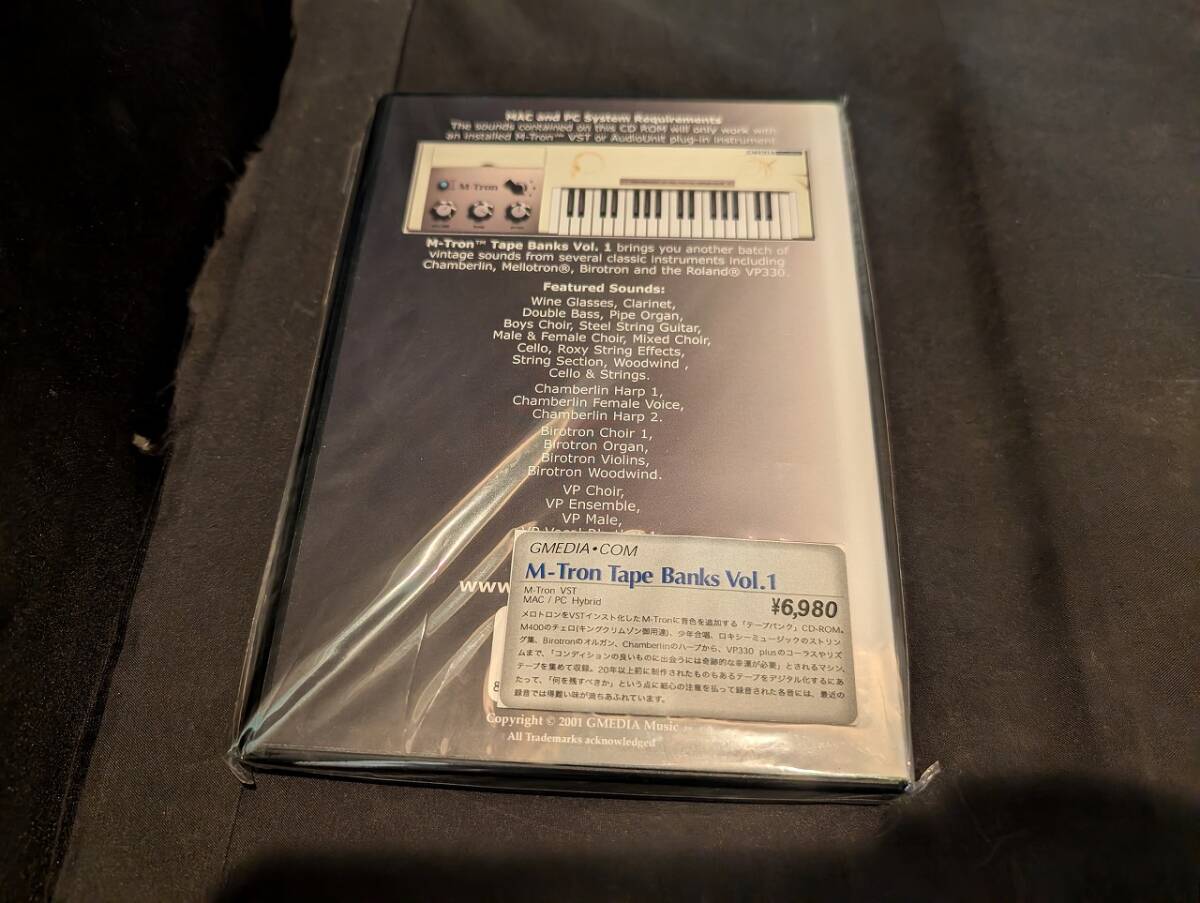 MAC and PC System Requirements
The sounds contained on this CD ROM will only work with
an installed M-Tron™ VST or AudioUnit plug-in instrument
GMEDIA
M-Tron
M-Tron™ Tape Banks Vol. 1 brings you another batch of
vintage sounds from several classic instruments including
Chamberlin, Mellotron®, Birotron and the Roland® VP330.
Featured Sounds:
Wine Glasses, Clarinet,
Double Bass, Pipe Organ,
Boys Choir, Steel String Guitar,
Male & Female Choir, Mixed Choir,
Cello, Roxy String Effects,
String Section, Woodwind ,
Cello & Strings.
Chamberlin Harp 1,
Chamberlin Female Voice,
Chamberlin Harp 2.
Birotron Choir 1,
Birotron Organ,
Birotron Violins,
Birotron Woodwind.
VP Choir,
VP Ensemble,
VP Male,
www.
GMEDIA•COM
M-Tron Tape Banks Vol.1
M-Tron VST
MAC / PC Hybrid
¥6,980
メロトロンをVSTインスト化したM-Tronに音色を追加する「テープバンク」CD-ROM。
M400のチェロ(キングクリムゾン御用達)、少年合唱、ロキシーミュージックのストリン
グ集、Birotronのオルガン、Chamberlinのハープから、VP330 plusのコーラスやリズ
ムまで、「コンディションの良いものに出会うには奇跡的な幸運が必要」とされるマシン、
テープを集めて収録。20年以上前に制作されたものもあるテープをデジタル化するにあ
たって、「何を残すべきか」という点に細心の注意を払って録音された各音には、最近の
録音では得難い味が満ちあふれています。
8
Copyright © 2001 GMEDIA Music
All Trademarks acknowledged